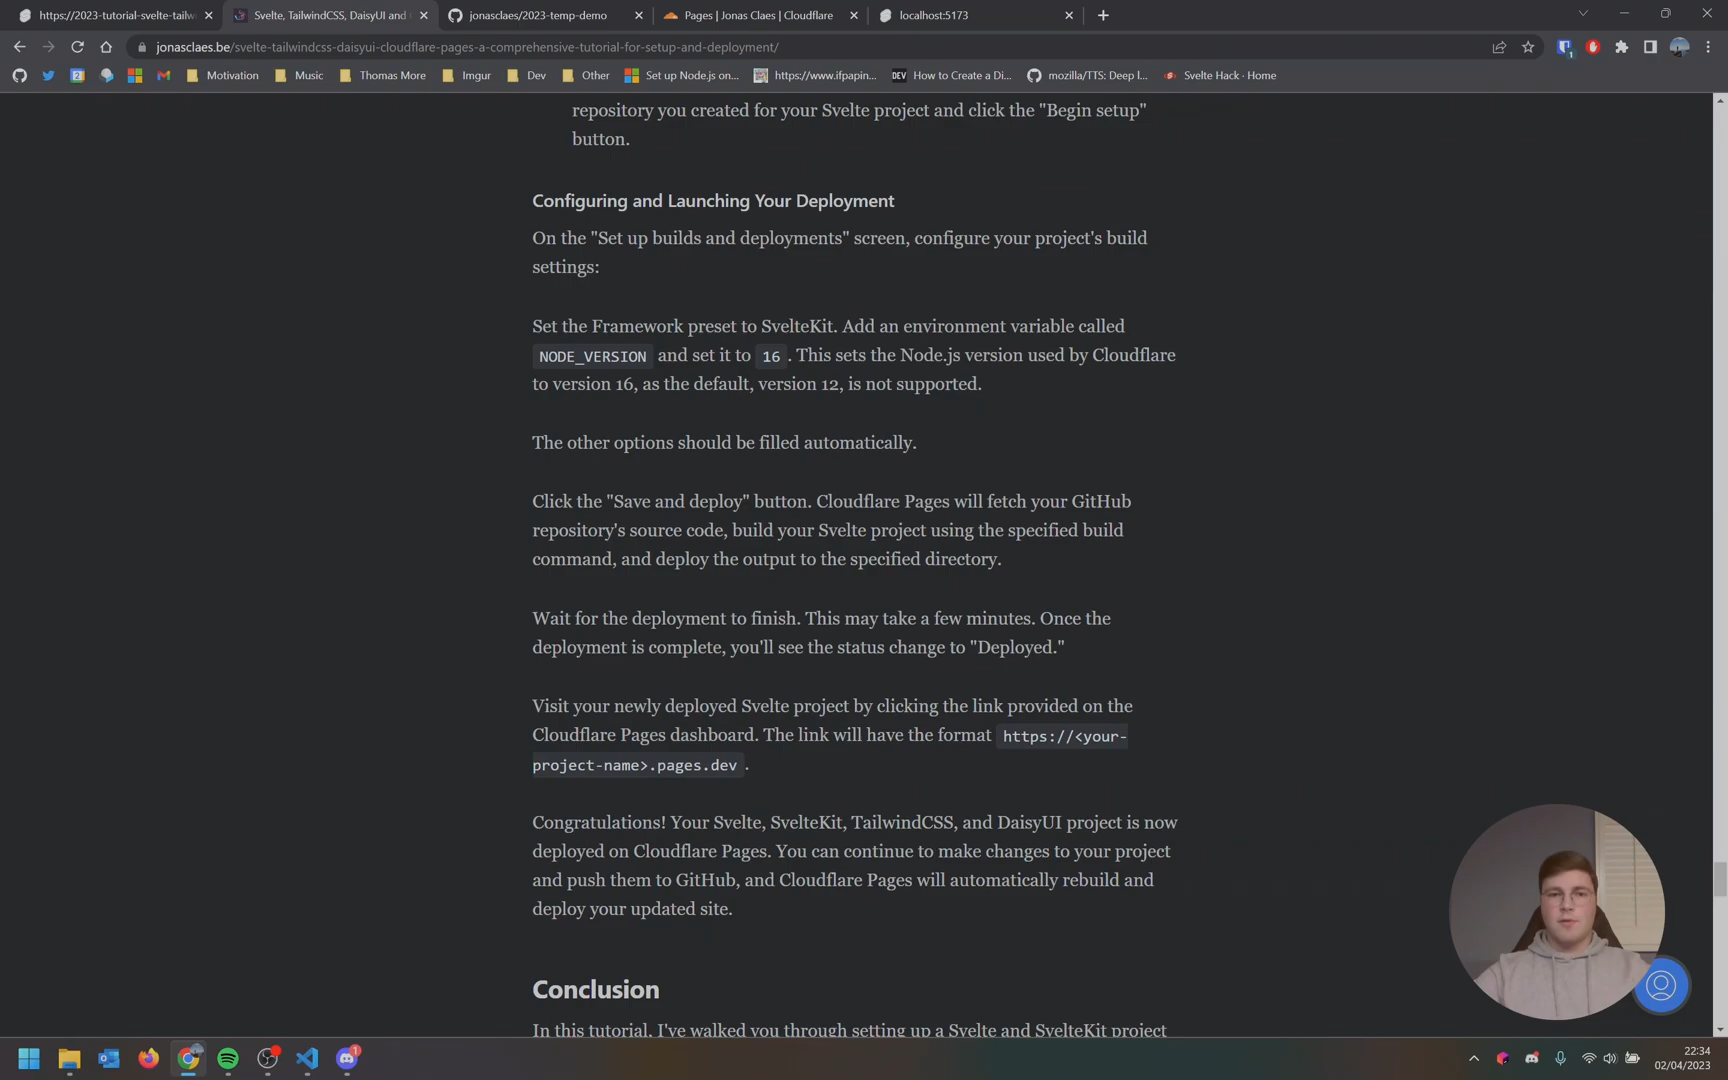 https://2023-tutorial-svelte-tailw
Svelte, TailwindCSS, DaisyUI and
jonasclaes/2023-temp-demo
Pages | Jonas Claes | Cloudflare
localhost:5173
jonasclaes.be/svelte-tailwindcss-daisyui-cloudflare-pages-a-comprehensive-tutorial-for-setup-and-deployment/
Motivation
Music
Thomas More
Imgur
Dev
Other
Set up Node.js on...
https://www.ifpapin...
DEV How to Create a Di...
mozilla/TTS: Deep l...
Svelte Hack · Home
repository you created for your Svelte project and click the "Begin setup"
button.
Configuring and Launching Your Deployment
On the "Set up builds and deployments" screen, configure your project's build
settings:
Set the Framework preset to SvelteKit. Add an environment variable called
NODE_VERSION and set it to 16 . This sets the Node.js version used by Cloudflare
to version 16, as the default, version 12, is not supported.
The other options should be filled automatically.
Click the "Save and deploy" button. Cloudflare Pages will fetch your GitHub
repository's source code, build your Svelte project using the specified build
command, and deploy the output to the specified directory.
Wait for the deployment to finish. This may take a few minutes. Once the
deployment is complete, you'll see the status change to "Deployed."
Visit your newly deployed Svelte project by clicking the link provided on the
Cloudflare Pages dashboard. The link will have the format https://<your-
project-name>.pages.dev .
Congratulations! Your Svelte, SvelteKit, TailwindCSS, and DaisyUI project is now
deployed on Cloudflare Pages. You can continue to make changes to your project
and push them to GitHub, and Cloudflare Pages will automatically rebuild and
deploy your updated site.
Conclusion
In this tutorial, I've walked you through setting up a Svelte and SvelteKit project
22:34
02/04/2023